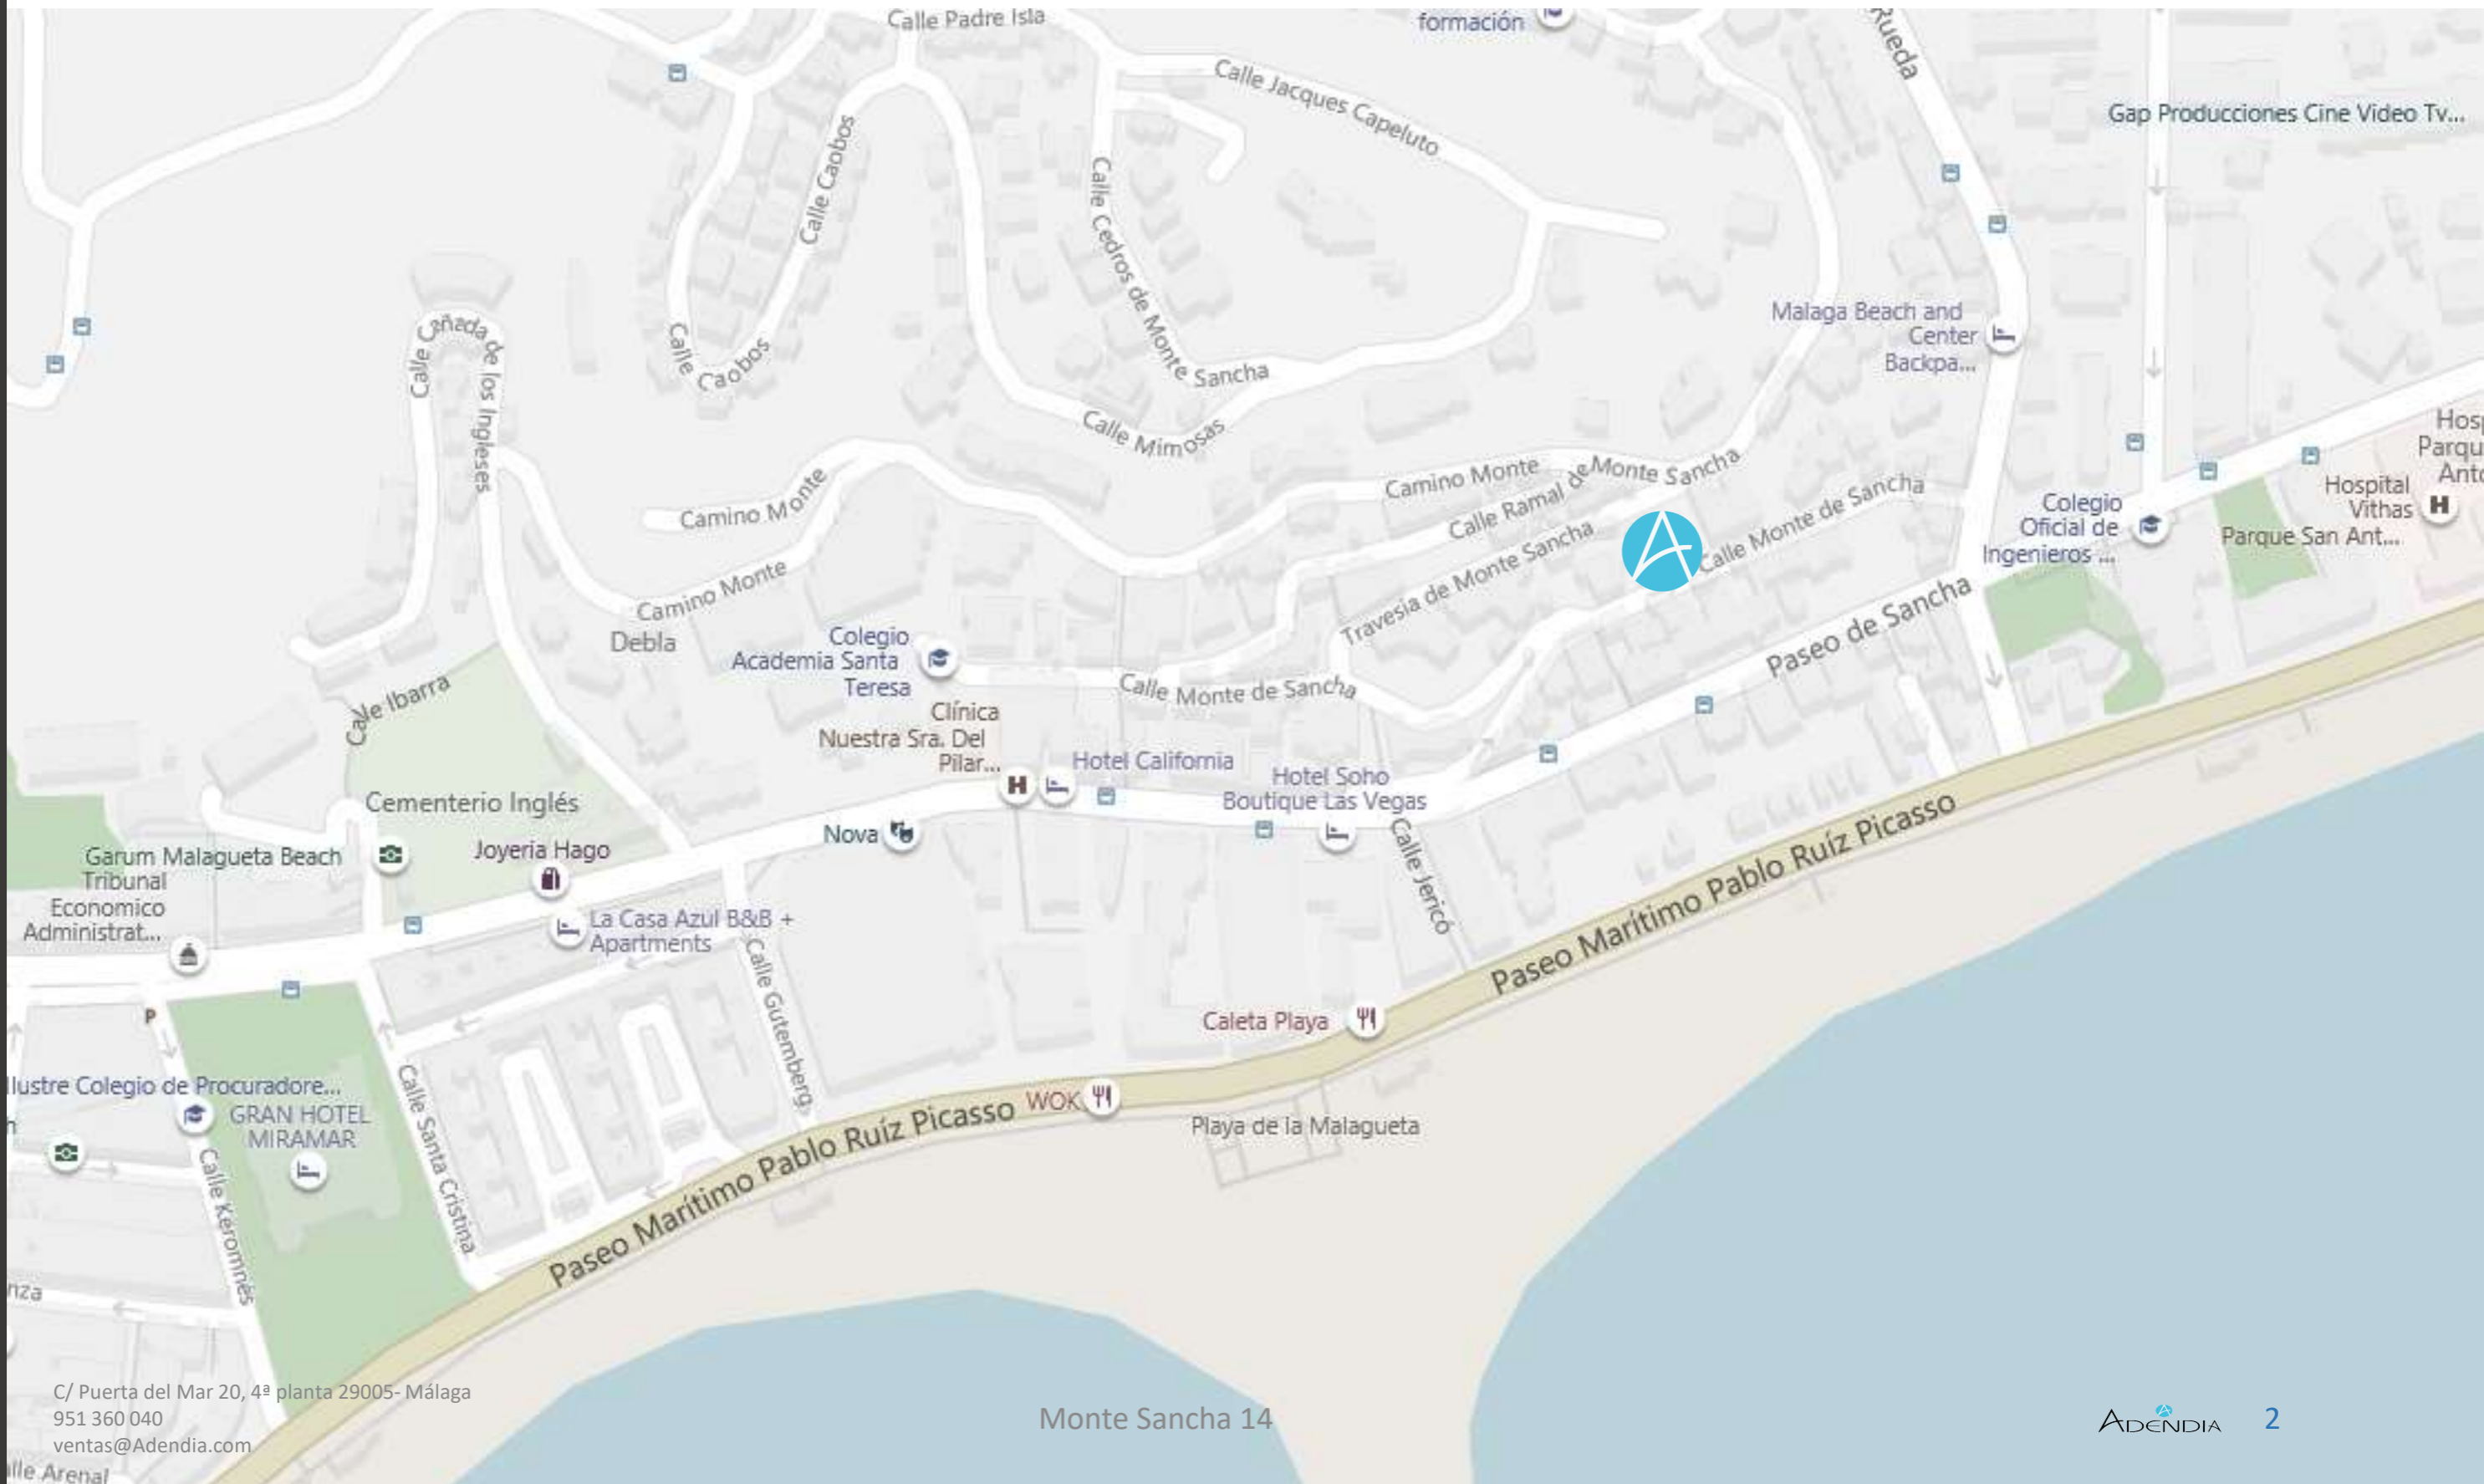 Calle Padre Isla
formación
Rueda
Calle Jacques Capeluto
Gap Producciones Cine Video Tv...
Calle Caobos
Calle Cedros de Monte Sancha
Malaga Beach and
Center
Backpa...
Calle Cañada de los Ingleses
Calle Caobos
Calle Mimosas
Hosp
Parqu
Anto
Camino Monte
Camino Monte
Calle Ramal de Monte Sancha
Travesia de Monte Sancha
Calle Monte de Sancha
Colegio
Oficial de
Ingenieros ...
Hospital
Vithas
H
Parque San Ant...
Camino Monte
Debla
Colegio
Academia Santa
Teresa
Paseo de Sancha
Calle Ibarra
Calle Monte de Sancha
Clínica
Nuestra Sra. Del
Pilar...
H
Hotel California
Hotel Soho
Boutique Las Vegas
Cementerio Inglés
Nova
Joyeria Hago
Garum Malagueta Beach
Tribunal
Economico
Administrat...
La Casa Azul B&B +
Apartments
Calle Jericó
Paseo Marítimo Pablo Ruíz Picasso
Calle Gutemberg
P
Caleta Playa
Ilustre Colegio de Procuradore...
GRAN HOTEL
MIRAMAR
Calle Santa Cristina
WOK
Paseo Marítimo Pablo Ruíz Picasso
Playa de la Malagueta
Calle Keromnés
nza
C/ Puerta del Mar 20, 4ª planta 29005- Málaga
951 360 040
ventas@Adendia.com
Monte Sancha 14
ADENDIA
2
alle Arenal